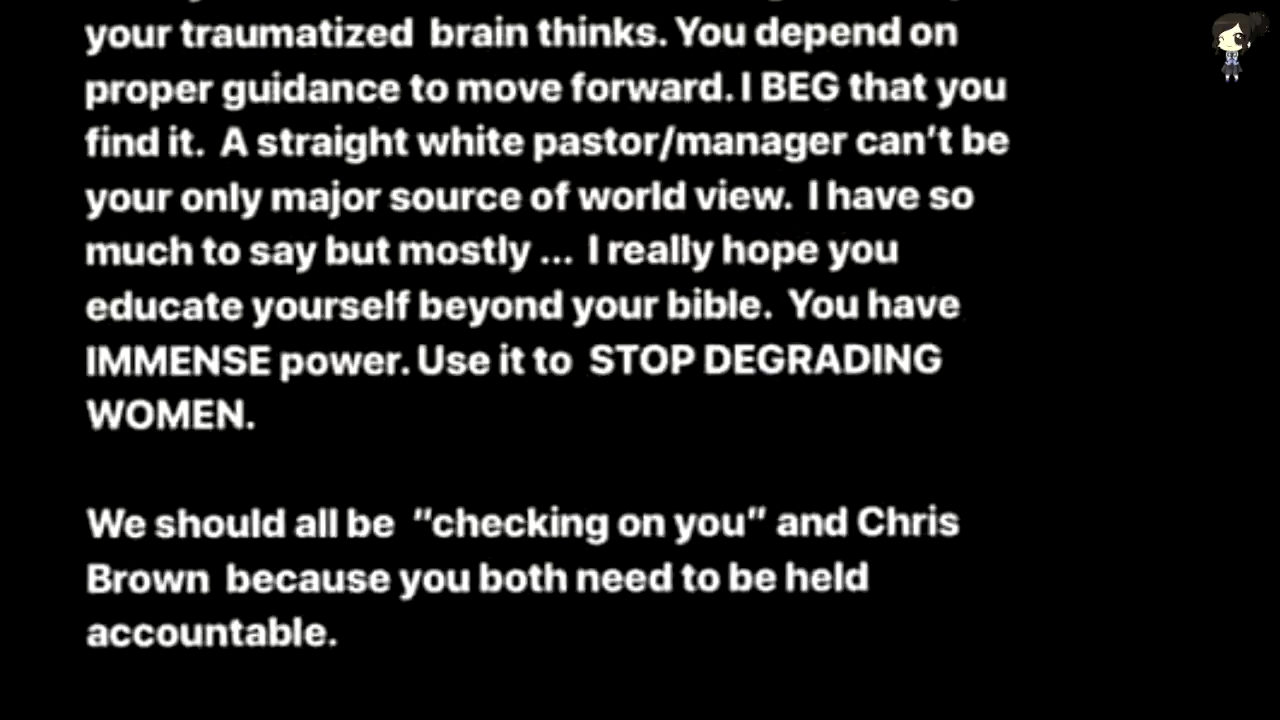 your traumatized brain thinks. You depend on
proper guidance to move forward. I BEG that you
find it. A straight white pastor/manager can't be
your only major source of world view. I have so
much to say but mostly ... I really hope you
educate yourself beyond your bible. You have
IMMENSE power. Use it to STOP DEGRADING
WOMEN.
We should all be "checking on you" and Chris
Brown because you both need to be held
accountable.